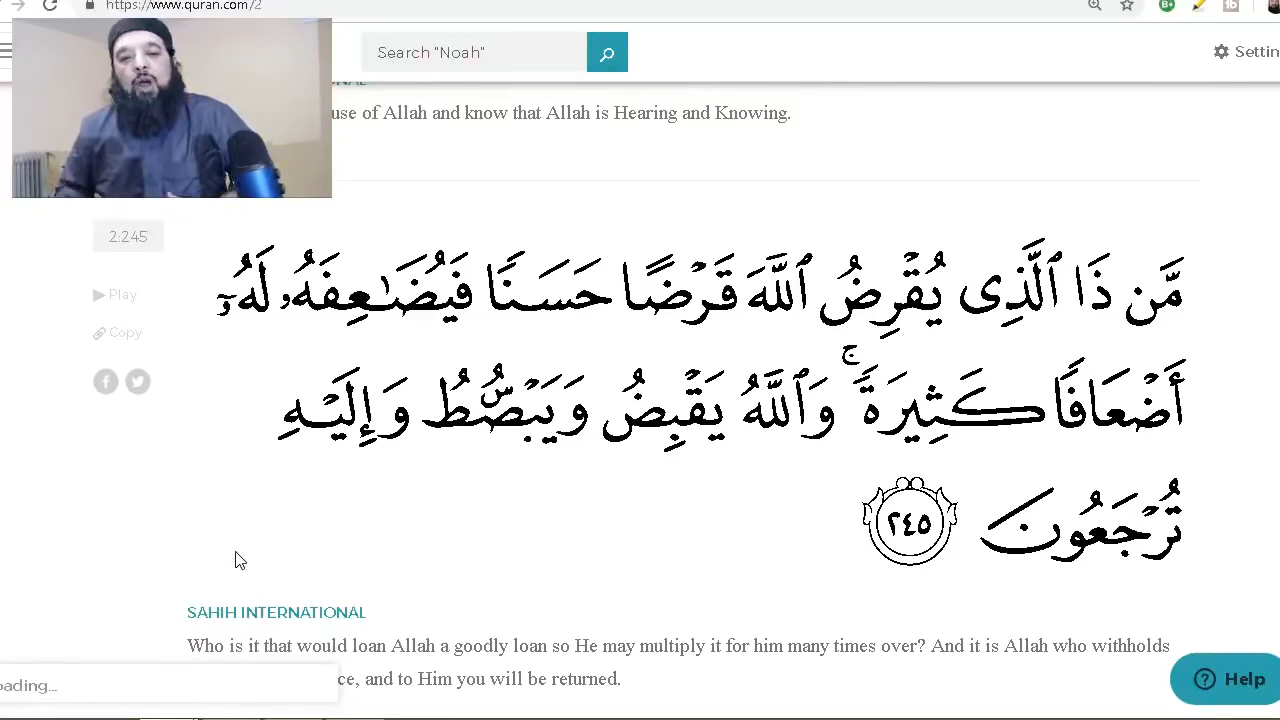 https://www.quran.com/2
Search "Noah"
Settin
use of Allah and know that Allah is Hearing and Knowing.
2:245
Play
Copy
مَّن ذَا ٱلَّذِى يُقْرِضُ ٱللَّهَ قَرْضًا حَسَنًا فَيُضَـٰعِفَهُۥ لَهُۥٓ
أَضْعَافًا كَثِيرَةً ۚ وَٱللَّهُ يَقْبِضُ وَيَبْصُۜطُ وَإِلَيْهِ
تُرْجَعُونَ ٢٤٥
SAHIH INTERNATIONAL
Who is it that would loan Allah a goodly loan so He may multiply it for him many times over? And it is Allah who withholds
ce, and to Him you will be returned.
oading...
Help